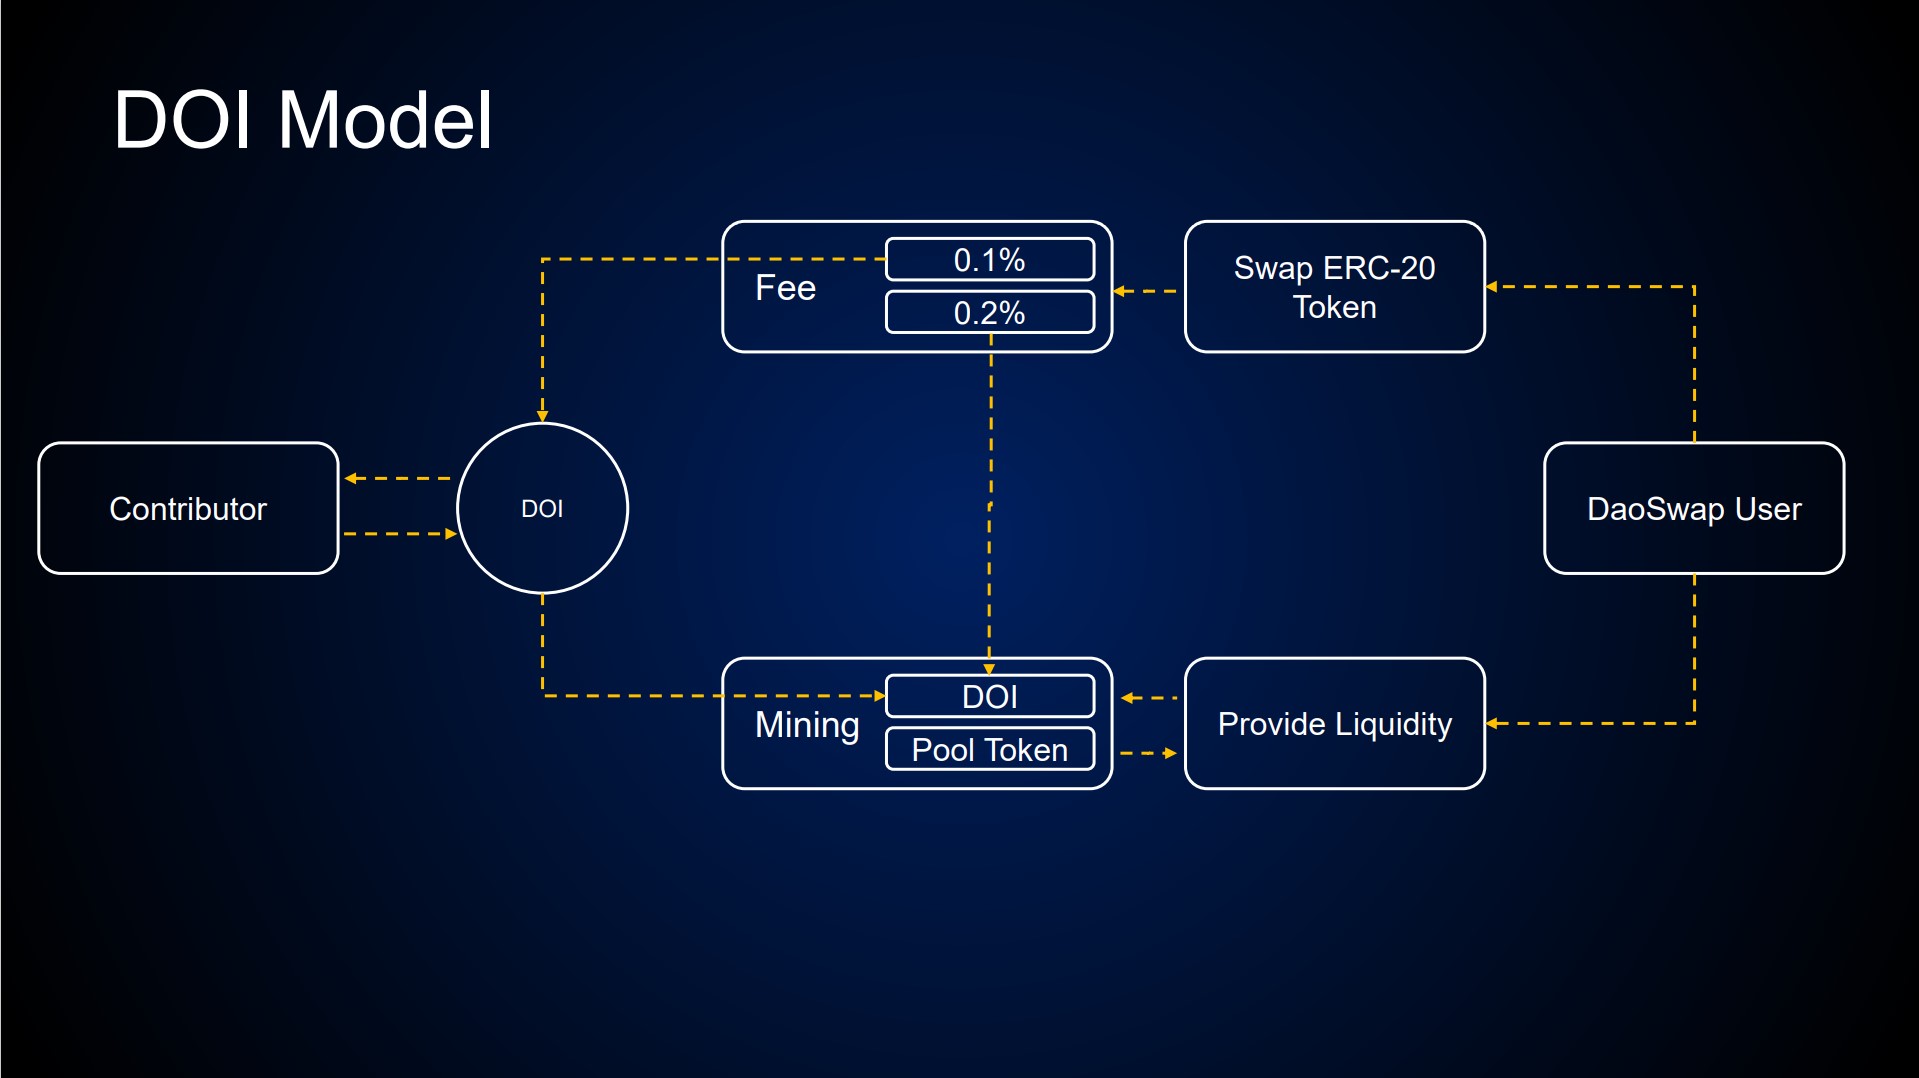 DOI Model
Fee
0.1%
0.2%
Swap ERC-20
Token
Contributor
DOI
DaoSwap User
Mining
DOI
Pool Token
Provide Liquidity